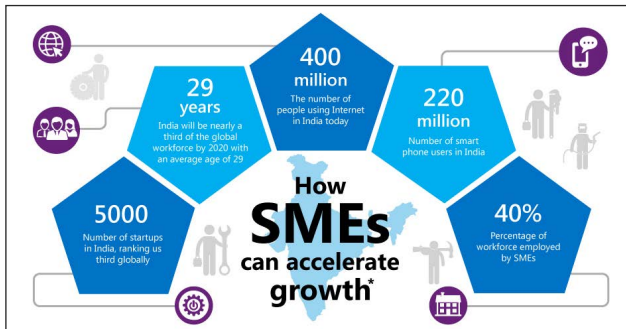 400
million
The number of
people using Internet
in India today
29
years
India will be nearly a
third of the global
workforce by 2020 with
an average age of 29
220
million
Number of smart
phone users in India
5000
Number of startups
in India, ranking us
third globally
How
SMEs
can accelerate
growth*
40%
Percentage of
workforce employed
by SMEs